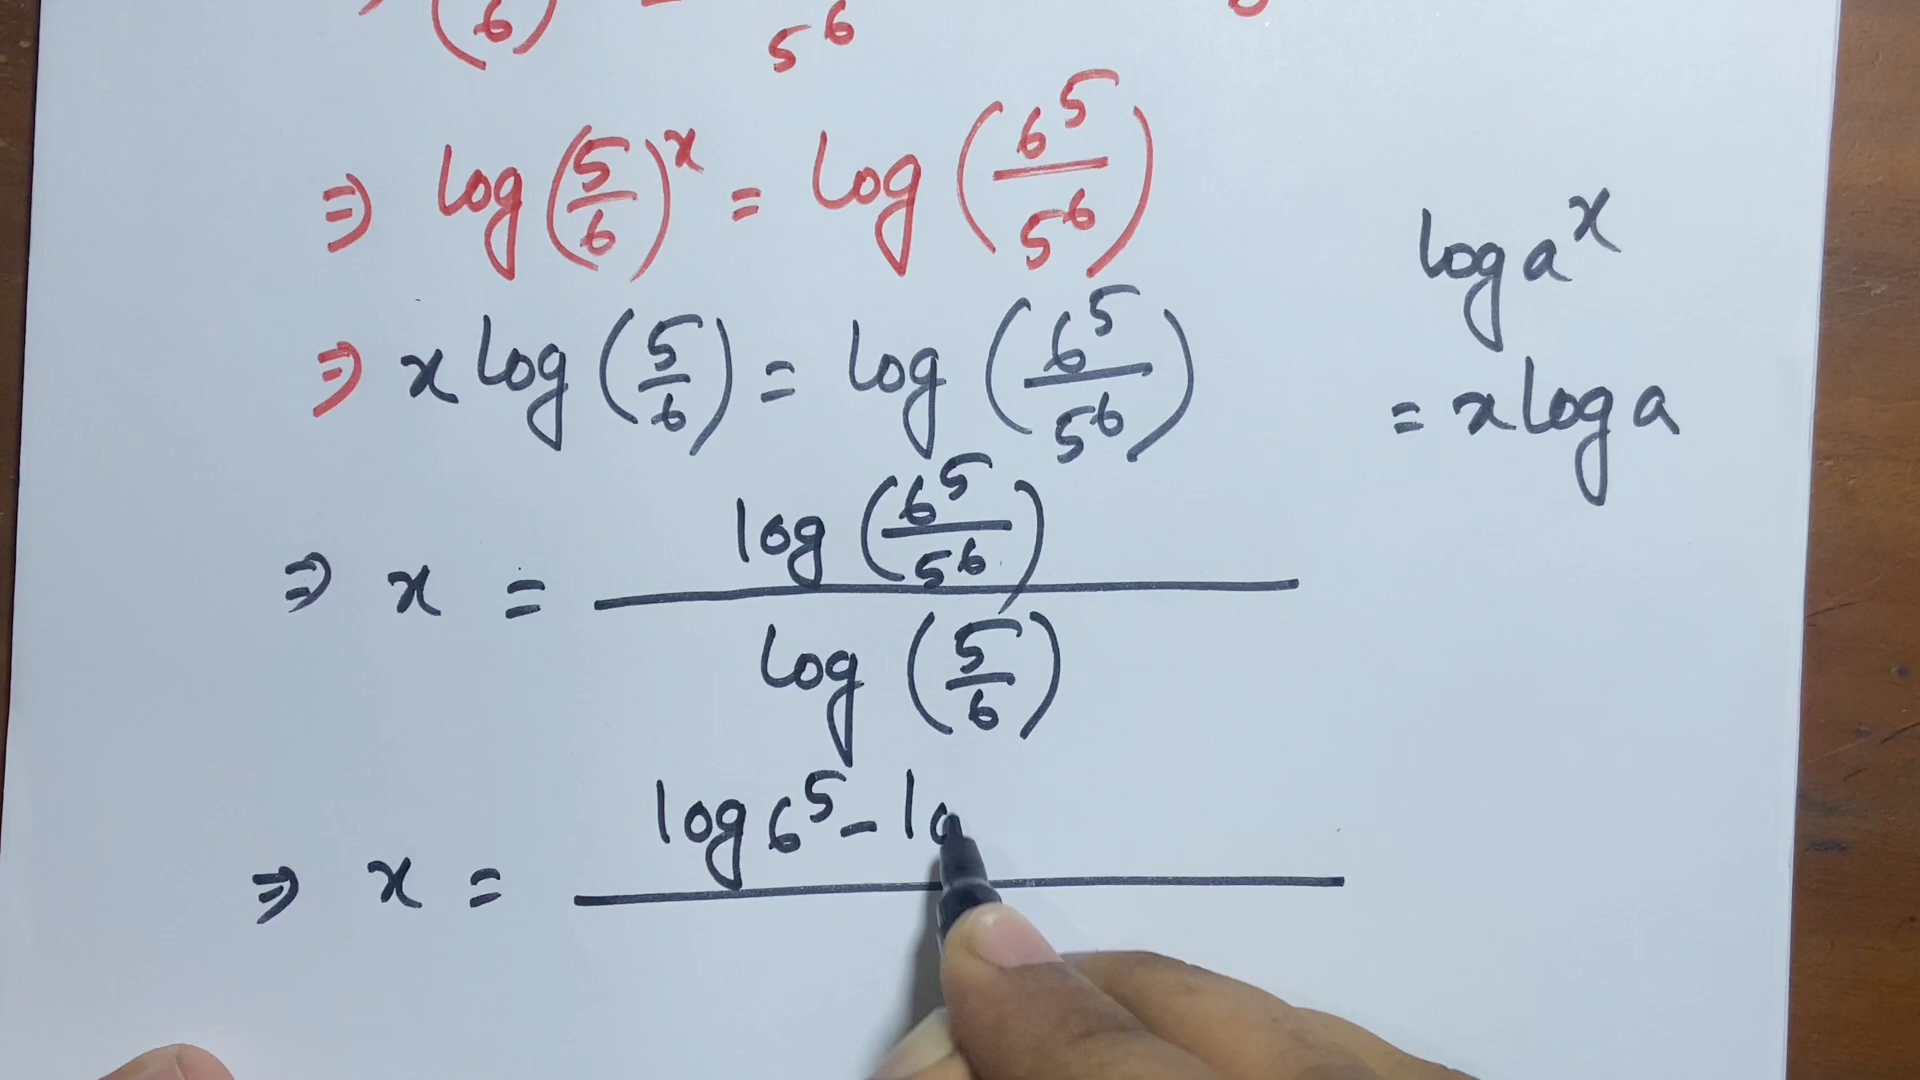 (/6) 5^6
⇒ log(5/6)^x = log(6^5/5^6)
log a^x
⇒ x log(5/6) = log(6^5/5^6)
= x log a
⇒ x = log(6^5/5^6) / log(5/6)
⇒ x = log 6^5 - lo